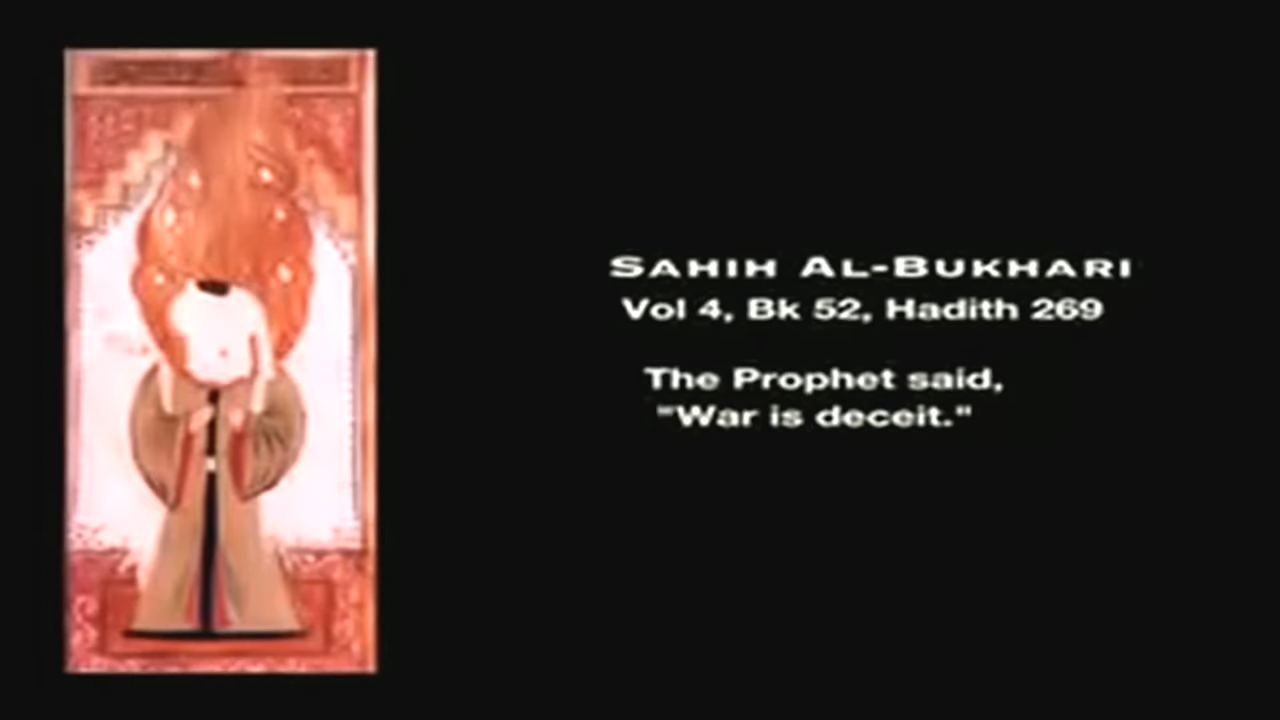 SAHIH AL-BUKHARI
Vol 4, Bk 52, Hadith 269
The Prophet said,
"War is deceit."